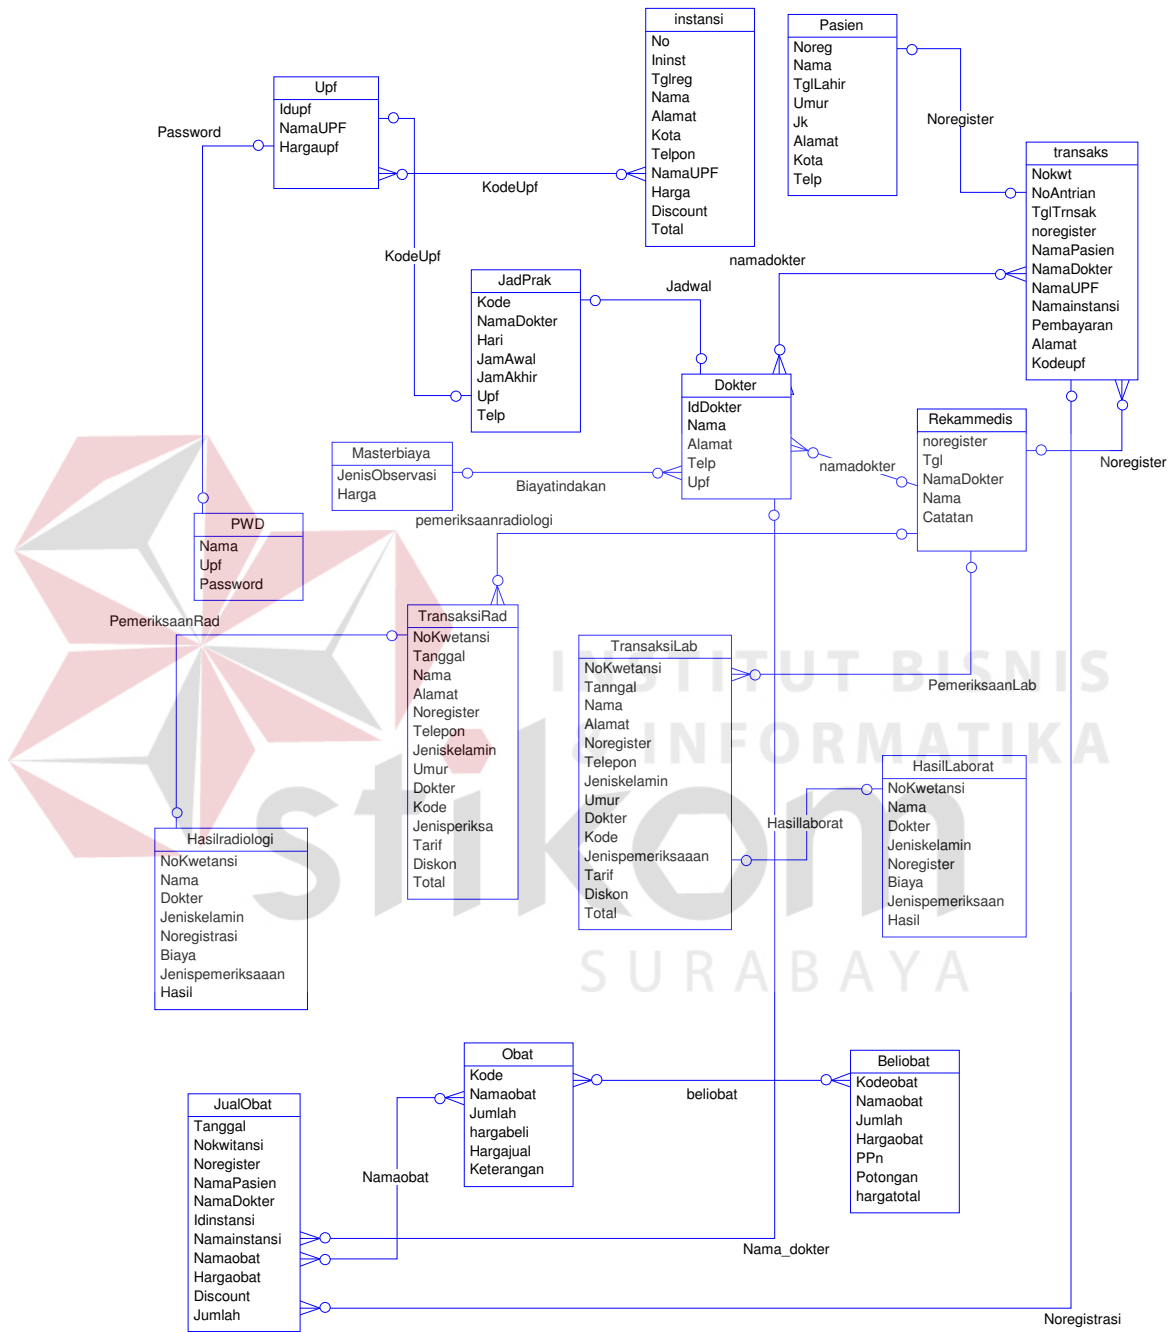 instansi
No
Ininst
Tglreg
Nama
Alamat
Kota
Telpon
NamaUPF
Harga
Discount
Total
Pasien
Noreg
Nama
TglLahir
Umur
Jk
Alamat
Kota
Telp
Upf
Idupf
NamaUPF
Hargaupf
Password
KodeUpf
Noregister
transaks
Nokwt
NoAntrian
TglTrnsak
noregister
NamaPasien
NamaDokter
NamaUPF
Namainstansi
Pembayaran
Alamat
Kodeupf
KodeUpf
namadokter
JadPrak
Kode
NamaDokter
Hari
JamAwal
JamAkhir
Upf
Telp
Jadwal
Dokter
IdDokter
Nama
Alamat
Telp
Upf
Rekammedis
noregister
Tgl
NamaDokter
Nama
Catatan
Noregister
namadokter
Masterbiaya
JenisObservasi
Harga
Biayatindakan
pemeriksaanradiologi
PWD
Nama
Upf
Password
PemeriksaanRad
TransaksiRad
NoKwetansi
Tanggal
Nama
Alamat
Noregister
Telepon
Jeniskelamin
Umur
Dokter
Kode
Jenisperiksa
Tarif
Diskon
Total
TransaksiLab
NoKwetansi
Tanngal
Nama
Alamat
Noregister
Telepon
Jeniskelamin
Umur
Dokter
Kode
Jenispemeriksaaan
Tarif
Diskon
Total
INSTITUT BISNIS
& INFORMATIKA
stikom
SURABAYA
PemeriksaanLab
HasilLaborat
NoKwetansi
Nama
Dokter
Jeniskelamin
Noregister
Biaya
Jenispemeriksaan
Hasil
Hasillaborat
Hasilradiologi
NoKwetansi
Nama
Dokter
Jeniskelamin
Noregistrasi
Biaya
Jenispemeriksaaan
Hasil
Obat
Kode
Namaobat
Jumlah
hargabeli
Hargajual
Keterangan
beliobat
Beliobat
Kodeobat
Namaobat
Jumlah
Hargaobat
PPn
Potongan
hargatotal
JualObat
Tanggal
Nokwitansi
Noregister
NamaPasien
NamaDokter
Idinstansi
Namainstansi
Namaobat
Hargaobat
Discount
Jumlah
Namaobat
Nama_dokter
Noregistrasi